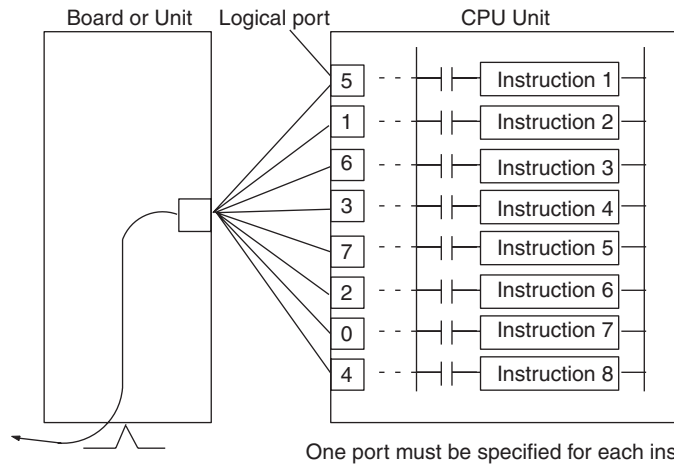 Board or Unit Logical port CPU Unit
5 Instruction 1
1 Instruction 2
6 Instruction 3
3 Instruction 4
7 Instruction 5
2 Instruction 6
0 Instruction 7
4 Instruction 8
One port must be specified for each ins